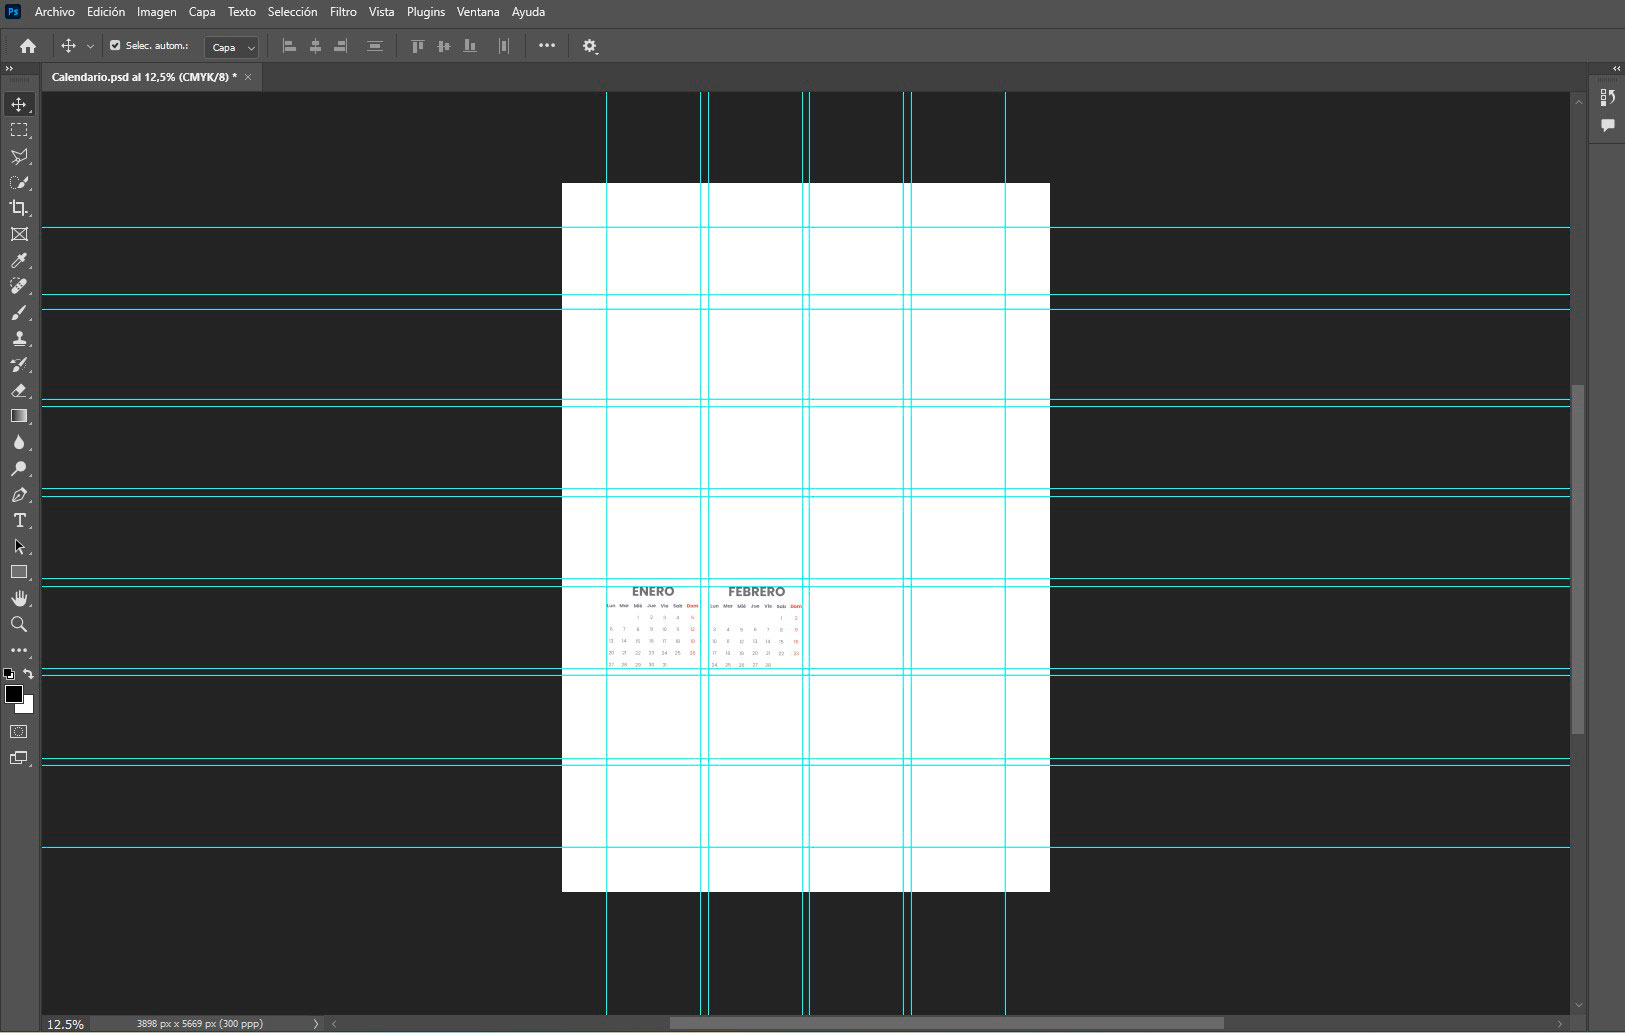 Ps Archivo Edición Imagen Capa Texto Selección Filtro Vista Plugins Ventana Ayuda
Selec. autom.: Capa
Calendario.psd al 12,5% (CMYK/8) * ×
ENERO
Lun Mar Mié Jue Vie Sab Dom
1 2 3 4 5
6 7 8 9 10 11 12
13 14 15 16 17 18 19
20 21 22 23 24 25 26
27 28 29 30 31
FEBRERO
Lun Mar Mié Jue Vie Sab Dom
1 2
3 4 5 6 7 8 9
10 11 12 13 14 15 16
17 18 19 20 21 22 23
24 25 26 27 28
12.5% 3898 px x 5669 px (300 ppp)